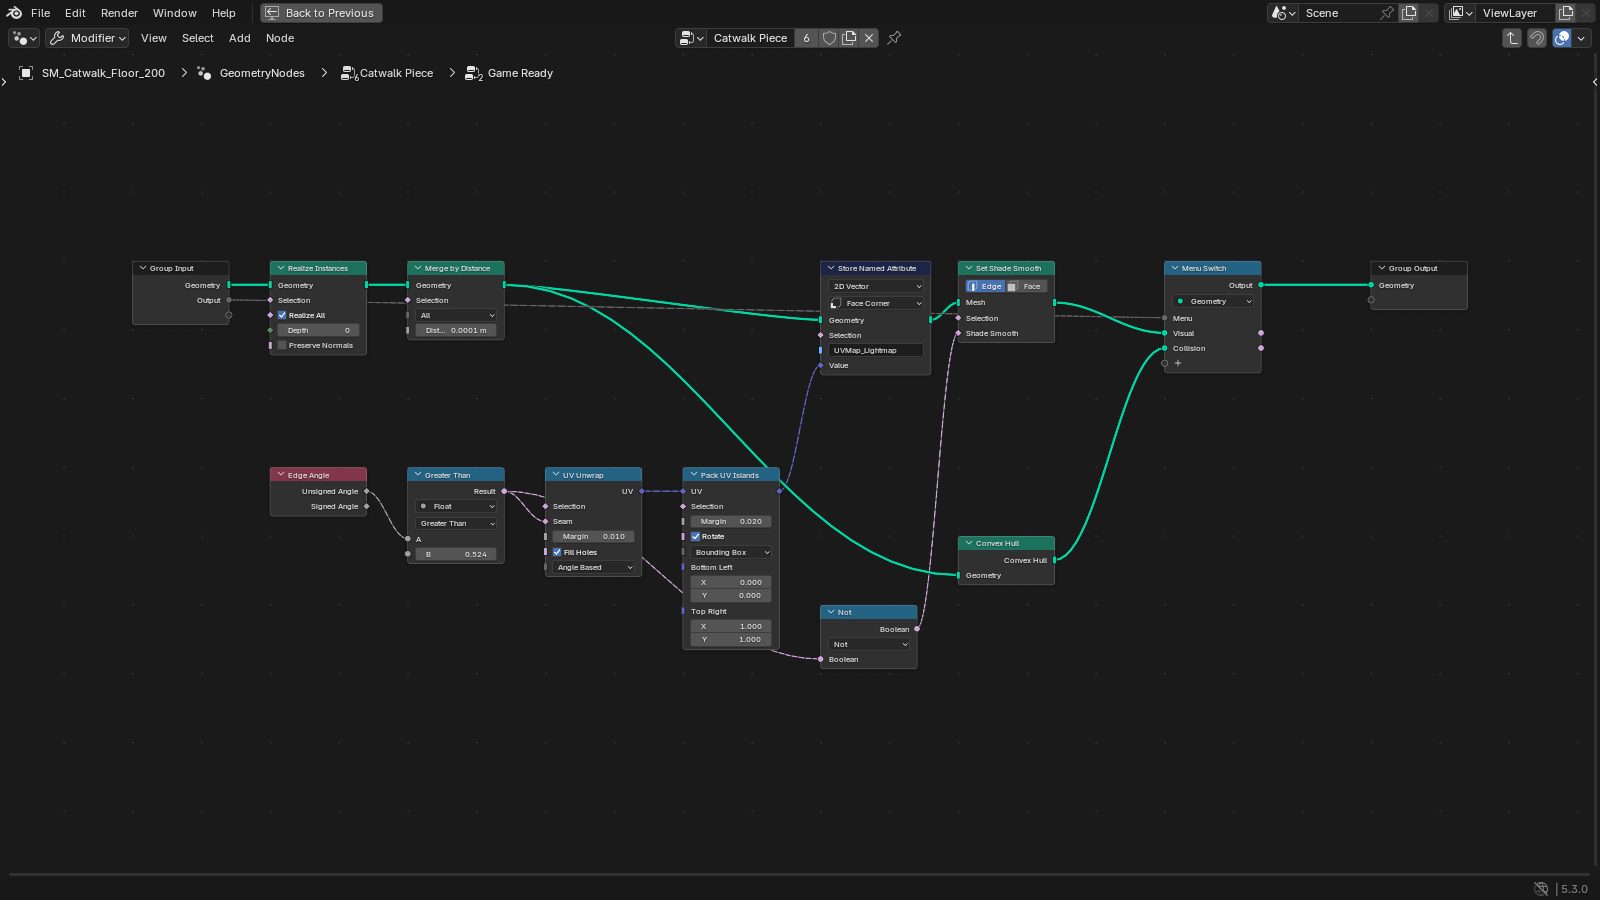 File Edit Render Window Help Back to Previous Scene ViewLayer
Modifier View Select Add Node Catwalk Piece 6
SM_Catwalk_Floor_200 > GeometryNodes > 6 Catwalk Piece > 2 Game Ready
Group Input
Geometry
Output
Realize Instances
Geometry
Selection
Realize All
Depth 0
Preserve Normals
Merge by Distance
Geometry
Selection
All
Dist... 0.0001 m
Store Named Attribute
2D Vector
Face Corner
Geometry
Selection
UVMap_Lightmap
Value
Set Shade Smooth
Edge Face
Mesh
Selection
Shade Smooth
Menu Switch
Output
Geometry
Menu
Visual
Collision
+
Group Output
Geometry
Edge Angle
Unsigned Angle
Signed Angle
Greater Than
Result
Float
Greater Than
A
B 0.524
UV Unwrap
UV
Selection
Seam
Margin 0.010
Fill Holes
Angle Based
Pack UV Islands
UV
Selection
Margin 0.020
Rotate
Bounding Box
Bottom Left
X 0.000
Y 0.000
Top Right
X 1.000
Y 1.000
Convex Hull
Convex Hull
Geometry
Not
Boolean
Not
Boolean
5.3.0